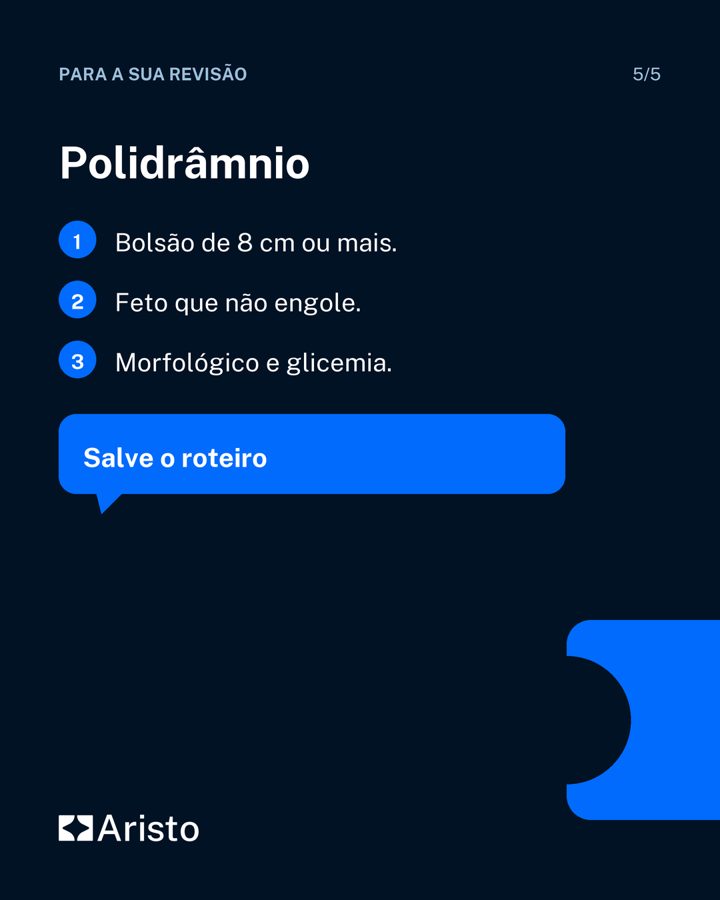 PARA A SUA REVISÃO
5/5
Polidrâmnio
1 Bolsão de 8 cm ou mais.
2 Feto que não engole.
3 Morfológico e glicemia.
Salve o roteiro
Aristo